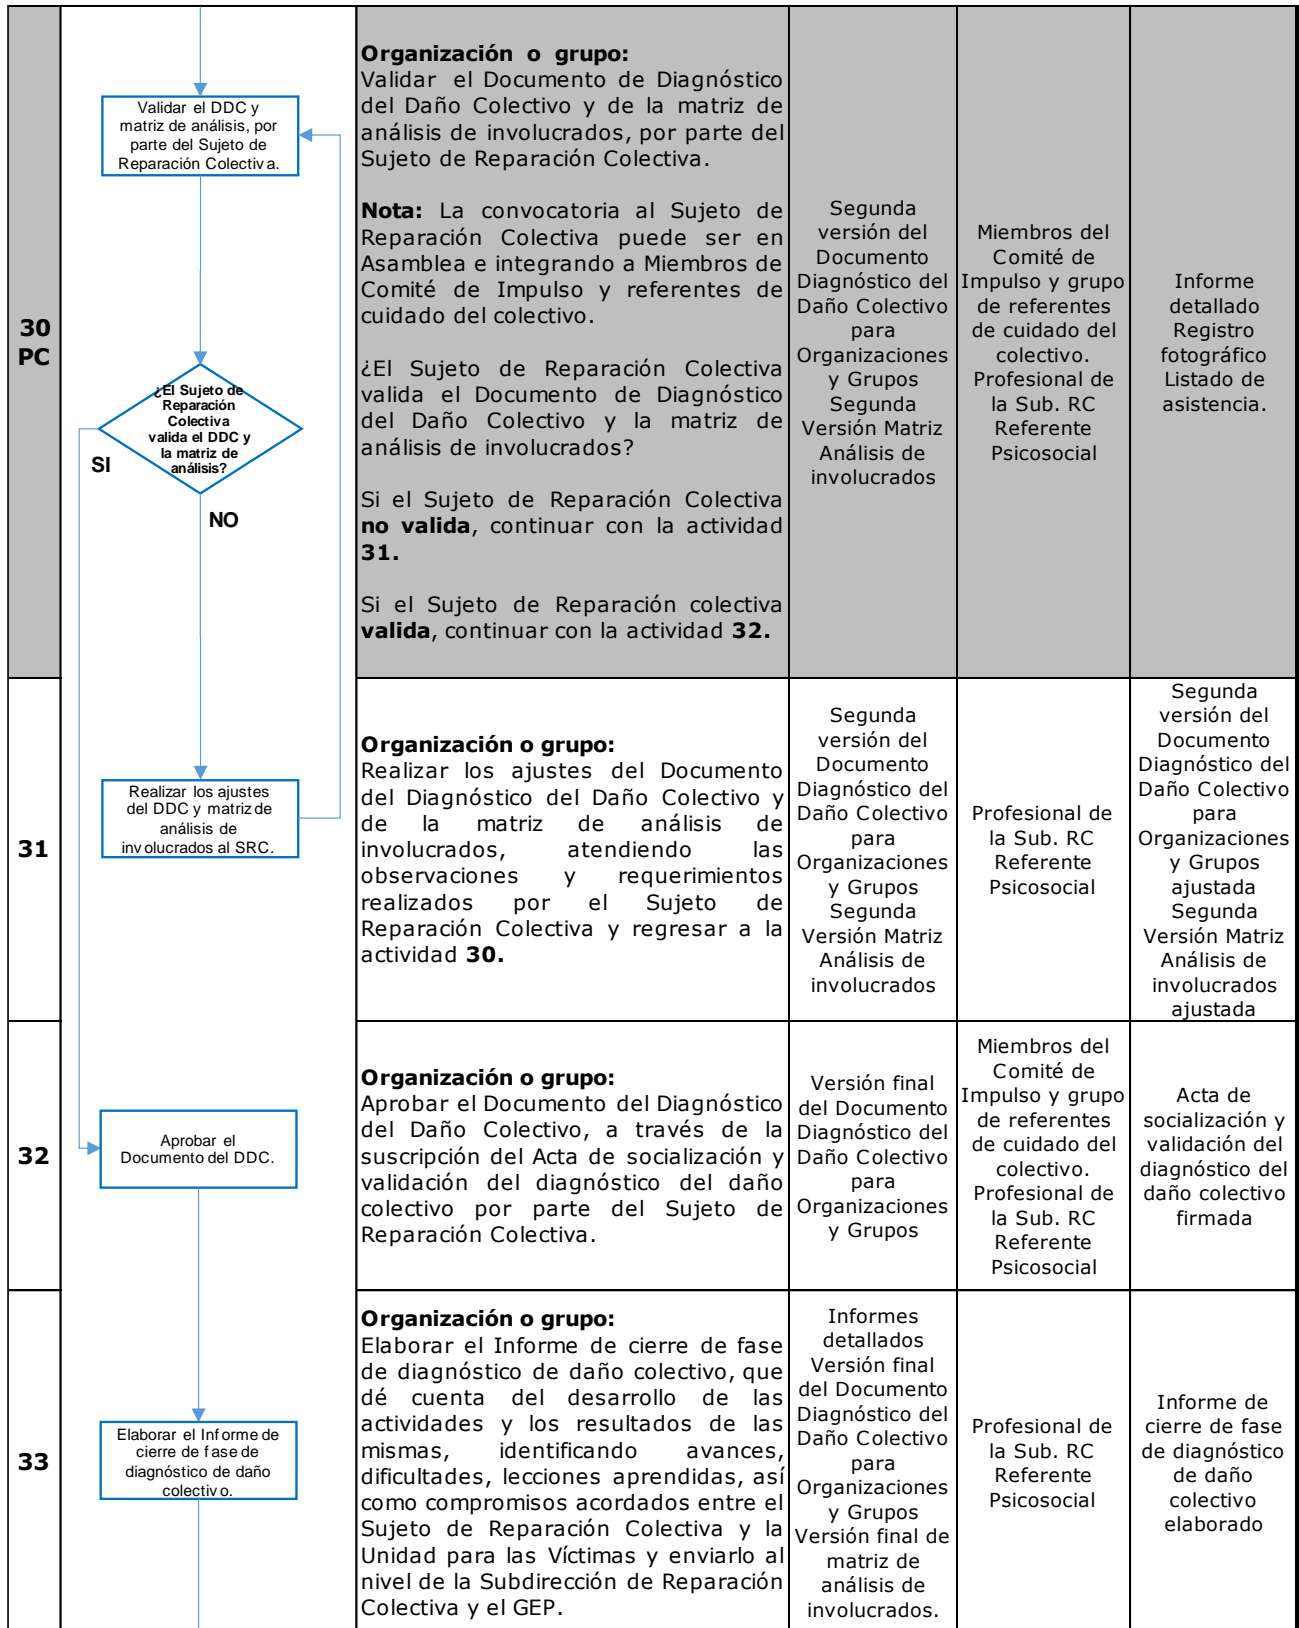 30
PC
Validar el DDC y
matriz de análisis, por
parte del Sujeto de
Reparación Colectiva.
¿El Sujeto de
Reparación
Colectiva
valida el DDC y
la matriz de
análisis?
SI
NO
Organización o grupo:
Validar el Documento de Diagnóstico
del Daño Colectivo y de la matriz de
análisis de involucrados, por parte del
Sujeto de Reparación Colectiva.
Nota: La convocatoria al Sujeto de
Reparación Colectiva puede ser en
Asamblea e integrando a Miembros de
Comité de Impulso y referentes de
cuidado del colectivo.
¿El Sujeto de Reparación Colectiva
valida el Documento de Diagnóstico
del Daño Colectivo y la matriz de
análisis de involucrados?
Si el Sujeto de Reparación Colectiva
no valida, continuar con la actividad
31.
Si el Sujeto de Reparación colectiva
valida, continuar con la actividad 32.
Segunda
versión del
Documento
Diagnóstico del
Daño Colectivo
para
Organizaciones
y Grupos
Segunda
Versión Matriz
Análisis de
involucrados
Miembros del
Comité de
Impulso y grupo
de referentes
de cuidado del
colectivo.
Profesional de
la Sub. RC
Referente
Psicosocial
Informe
detallado
Registro
fotográfico
Listado de
asistencia.
31
Realizar los ajustes
del DDC y matriz de
análisis de
involucrados al SRC.
Organización o grupo:
Realizar los ajustes del Documento
del Diagnóstico del Daño Colectivo y
de la matriz de análisis de
involucrados, atendiendo las
observaciones y requerimientos
realizados por el Sujeto de
Reparación Colectiva y regresar a la
actividad 30.
Segunda
versión del
Documento
Diagnóstico del
Daño Colectivo
para
Organizaciones
y Grupos
Segunda
Versión Matriz
Análisis de
involucrados
Profesional de
la Sub. RC
Referente
Psicosocial
Segunda
versión del
Documento
Diagnóstico del
Daño Colectivo
para
Organizaciones
y Grupos
ajustada
Segunda
Versión Matriz
Análisis de
involucrados
ajustada
32
Aprobar el
Documento del DDC.
Organización o grupo:
Aprobar el Documento del Diagnóstico
del Daño Colectivo, a través de la
suscripción del Acta de socialización y
validación del diagnóstico del daño
colectivo por parte del Sujeto de
Reparación Colectiva.
Versión final
del Documento
Diagnóstico del
Daño Colectivo
para
Organizaciones
y Grupos
Miembros del
Comité de
Impulso y grupo
de referentes
de cuidado del
colectivo.
Profesional de
la Sub. RC
Referente
Psicosocial
Acta de
socialización y
validación del
diagnóstico del
daño colectivo
firmada
33
Elaborar el Informe de
cierre de fase de
diagnóstico de daño
colectivo.
Organización o grupo:
Elaborar el Informe de cierre de fase
de diagnóstico de daño colectivo, que
dé cuenta del desarrollo de las
actividades y los resultados de las
mismas, identificando avances,
dificultades, lecciones aprendidas, así
como compromisos acordados entre el
Sujeto de Reparación Colectiva y la
Unidad para las Víctimas y enviarlo al
nivel de la Subdirección de Reparación
Colectiva y el GEP.
Informes
detallados
Versión final
del Documento
Diagnóstico del
Daño Colectivo
para
Organizaciones
y Grupos
Versión final de
matriz de
análisis de
involucrados.
Profesional de
la Sub. RC
Referente
Psicosocial
Informe de
cierre de fase
de diagnóstico
de daño
colectivo
elaborado